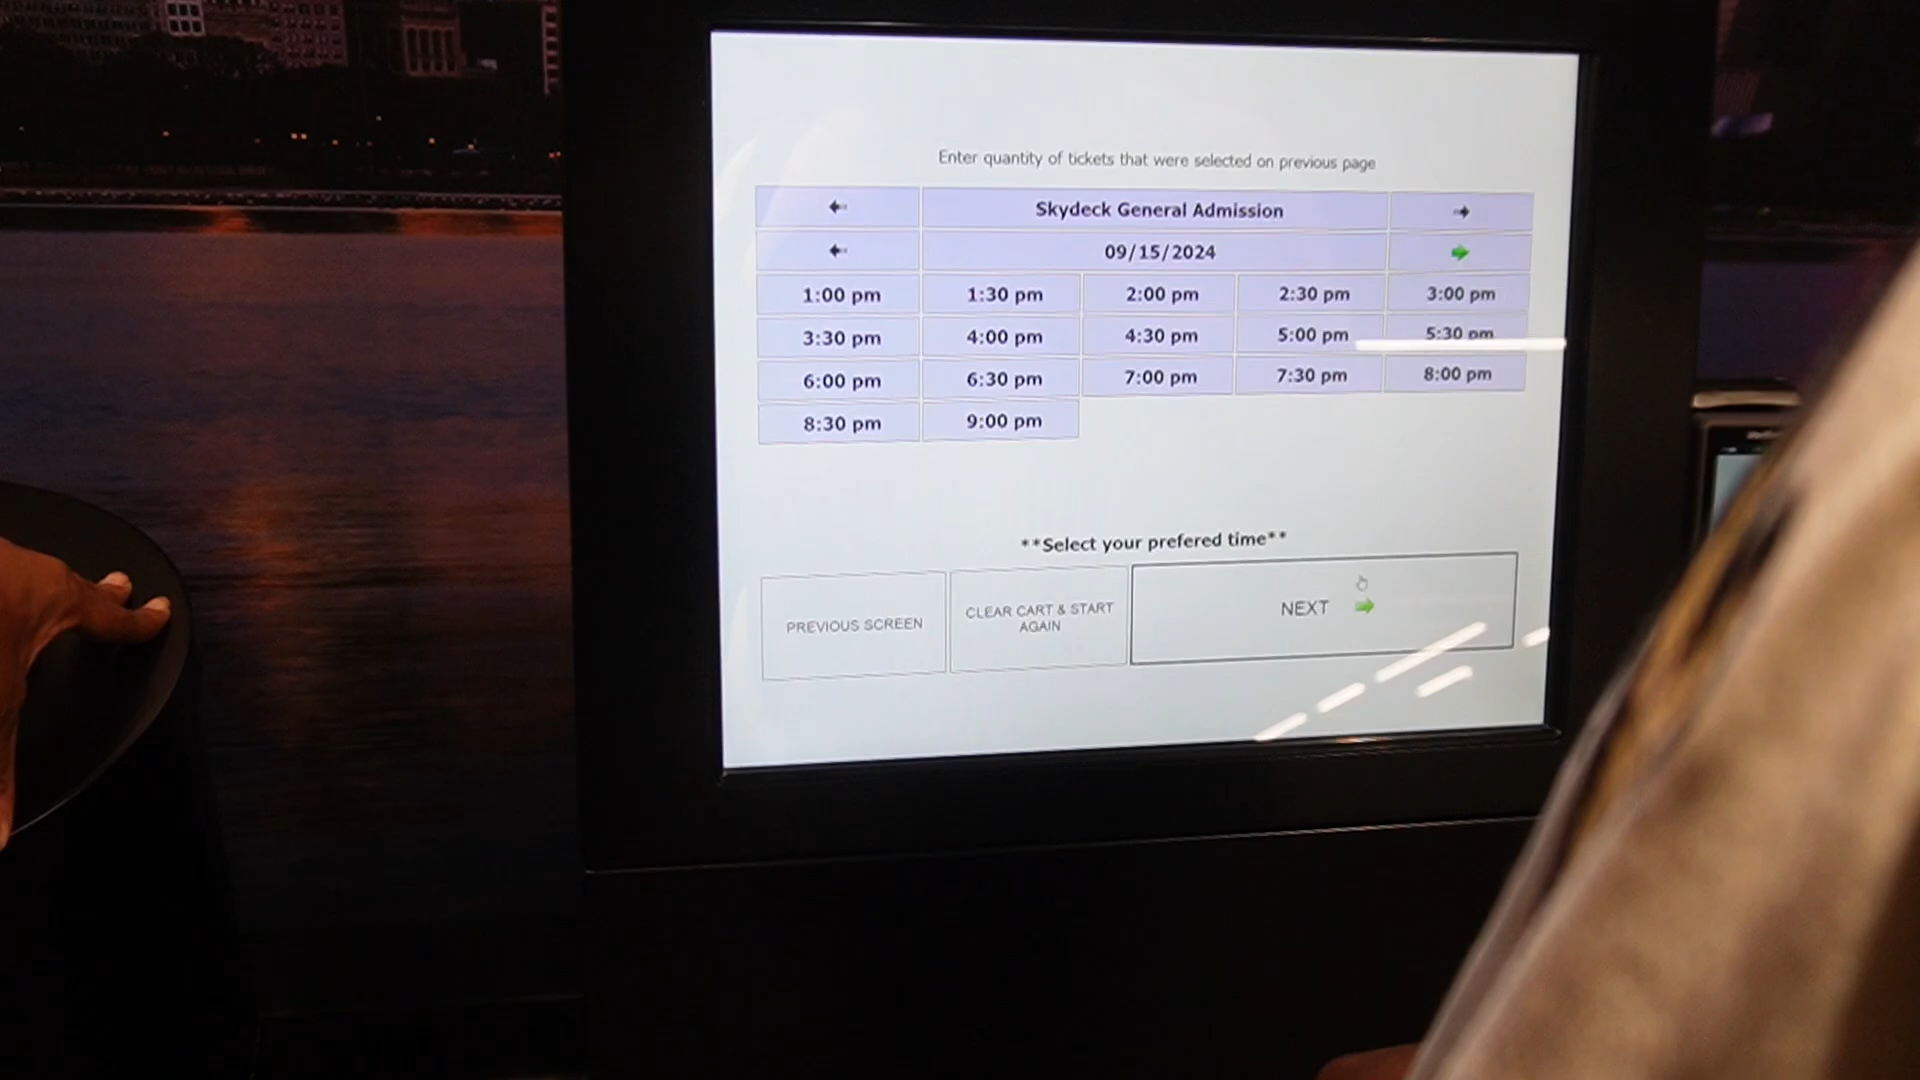 Enter quantity of tickets that were selected on previous page
Skydeck General Admission
09/15/2024
1:00 pm 1:30 pm 2:00 pm 2:30 pm 3:00 pm
3:30 pm 4:00 pm 4:30 pm 5:00 pm 5:30 pm
6:00 pm 6:30 pm 7:00 pm 7:30 pm 8:00 pm
8:30 pm 9:00 pm
**Select your prefered time**
PREVIOUS SCREEN
CLEAR CART & START
AGAIN
NEXT